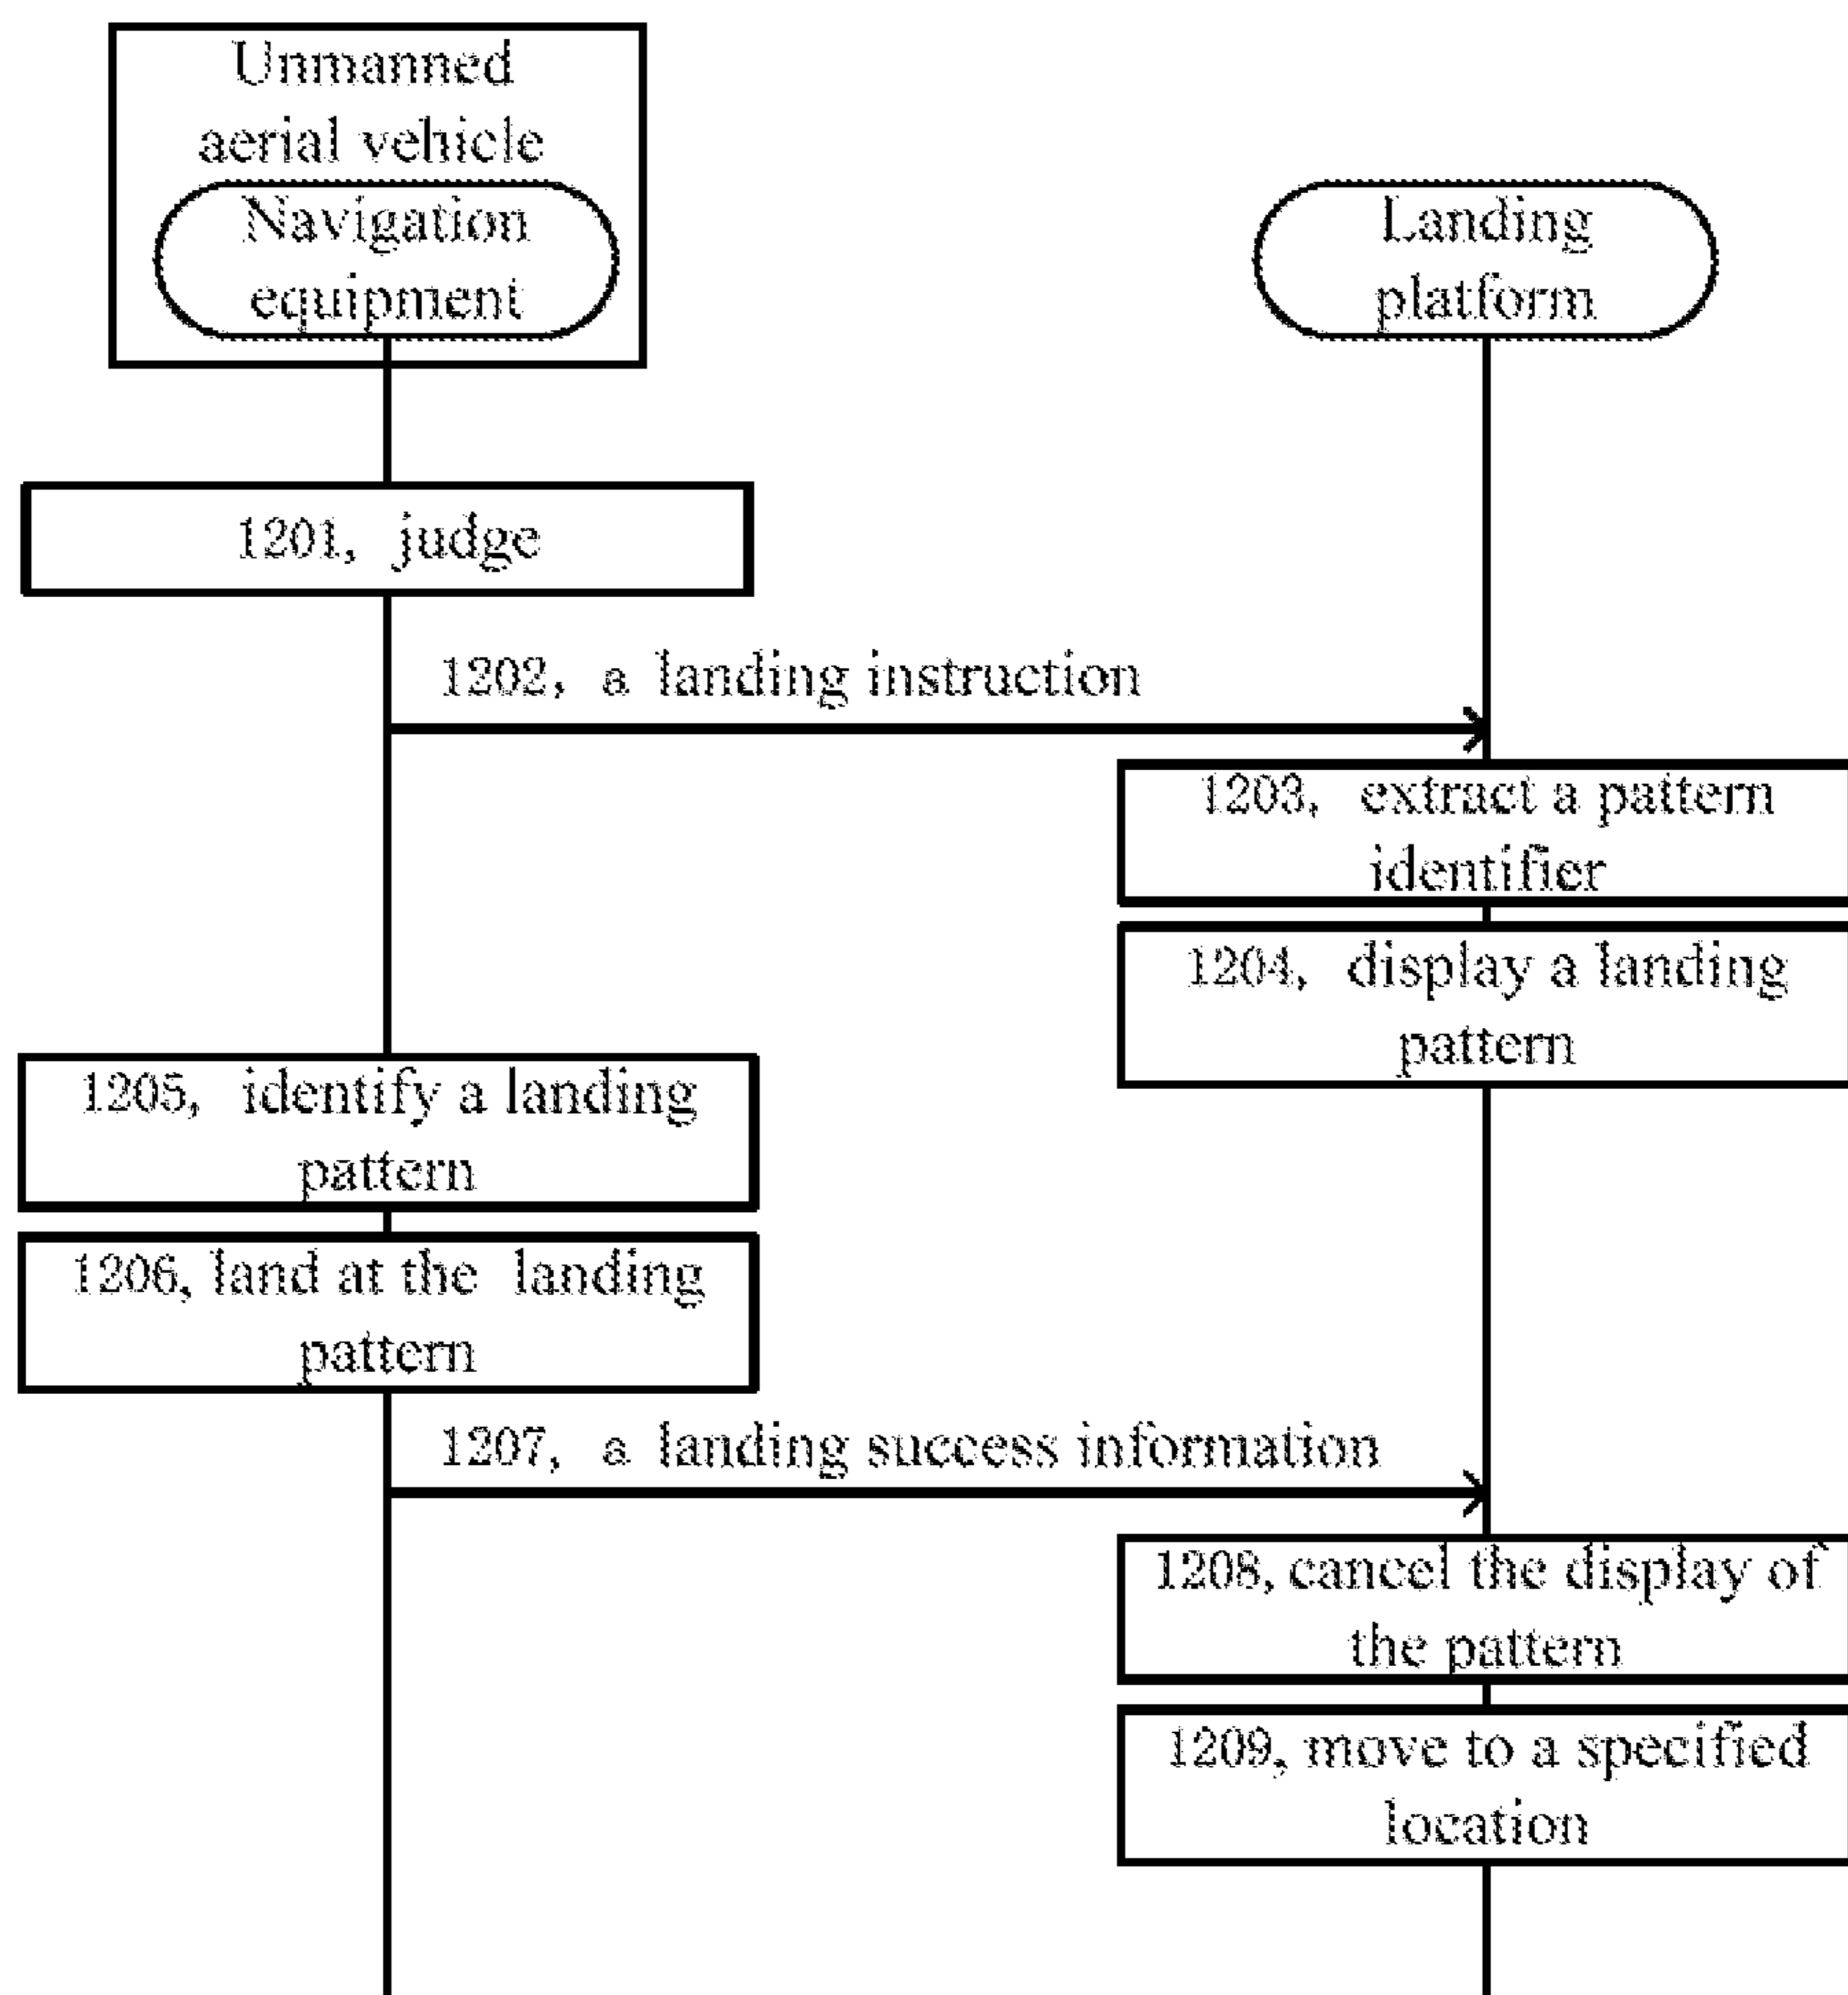 Unmanned
aerial vehicle
Navigation
equipment
Landing
platform
1201, judge
1202, a landing instruction
1203, extract a pattern
identifier
1204, display a landing
pattern
1205, identify a landing
pattern
1206, land at the landing
pattern
1207, a landing success information
1208, cancel the display of
the pattern
1209, move to a specified
location